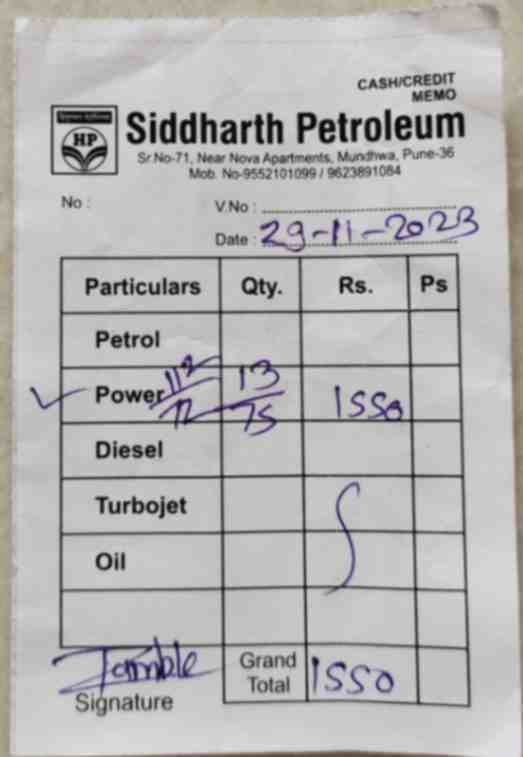 CASH/CREDIT
MEMO
HP
Siddharth Petroleum
Sr.No-71, Near Nova Apartments, Mundhwa, Pune-36
Mob. No-9552101099 / 9623891084
No :
V.No :
Date : 29-11-2023
Particulars Qty. Rs. Ps
Petrol
Power 112/72 13/75 1550
Diesel
Turbojet
Oil
Grand Total 1550
Signature